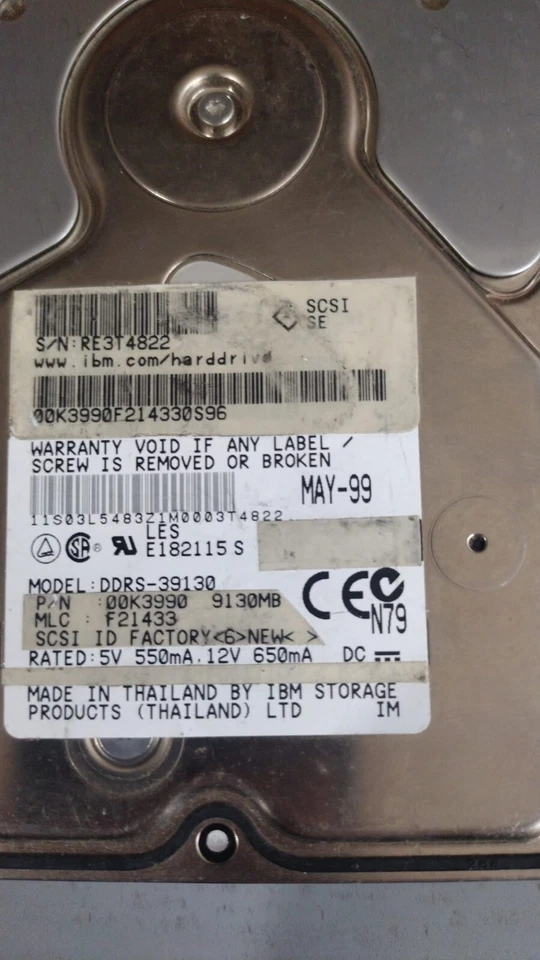 SCSI
SE
S/N:RE3T4822
www.ibm.com/harddrive
00K3990F214330S96
WARRANTY VOID IF ANY LABEL /
SCREW IS REMOVED OR BROKEN
MAY-99
11S03L5483Z1M0003T4822
LES
E182115 S
MODEL:DDRS-39130
P/N :00K3990 9130MB
MLC : F21433
N79
SCSI ID FACTORY<6>NEW< >
RATED:5V 550mA,12V 650mA DC
MADE IN THAILAND BY IBM STORAGE
PRODUCTS (THAILAND) LTD IM